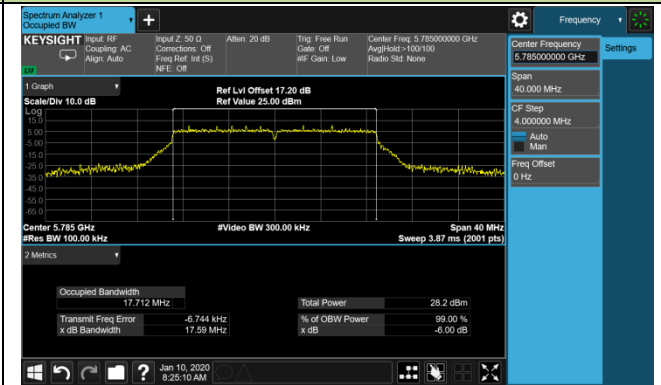 Spectrum Analyzer 1
Occupied BW
KEYSIGHT
Input: RF
Coupling: AC
Align: Auto
Input Z: 50 Ω
Corrections: Off
Freq Ref: Int (S)
NFE: Off
Atten: 20 dB
Trig: Free Run
Gate: Off
#IF Gain: Low
Center Freq: 5.785000000 GHz
Avg|Hold:>100/100
Radio Std: None
1 Graph
Scale/Div 10.0 dB
Ref Lvl Offset 17.20 dB
Ref Value 25.00 dBm
Log
15.0
5.00
-5.00
-15.0
-25.0
-35.0
-45.0
-55.0
-65.0
Center 5.785 GHz
#Res BW 100.00 kHz
#Video BW 300.00 kHz
Span 40 MHz
Sweep 3.87 ms (2001 pts)
2 Metrics
Occupied Bandwidth
17.712 MHz
Transmit Freq Error
-6.744 kHz
x dB Bandwidth
17.59 MHz
Total Power
28.2 dBm
% of OBW Power
99.00 %
x dB
-6.00 dB
Jan 10, 2020
8:25:10 AM
Frequency
Center Frequency
5.785000000 GHz
Span
40.000 MHz
CF Step
4.000000 MHz
Auto
Man
Freq Offset
0 Hz
Settings